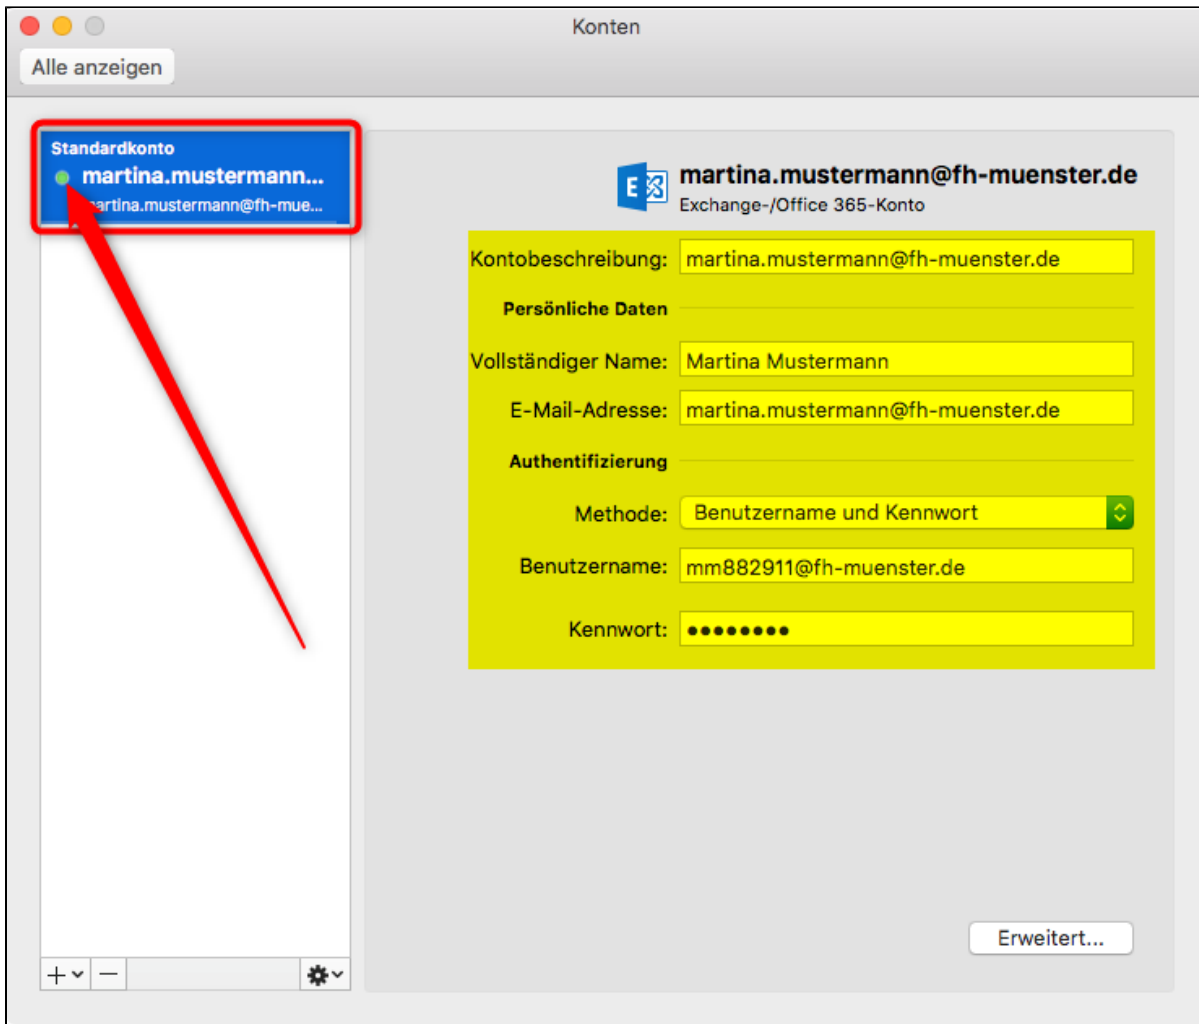 Konten
Alle anzeigen
Standardkonto
martina.mustermann...
martina.mustermann@fh-mue...
E
martina.mustermann@fh-muenster.de
Exchange-/Office 365-Konto
Kontobeschreibung: martina.mustermann@fh-muenster.de
Persönliche Daten
Vollständiger Name: Martina Mustermann
E-Mail-Adresse: martina.mustermann@fh-muenster.de
Authentifizierung
Methode: Benutzername und Kennwort
Benutzername: mm882911@fh-muenster.de
Kennwort: ••••••••
Erweitert...